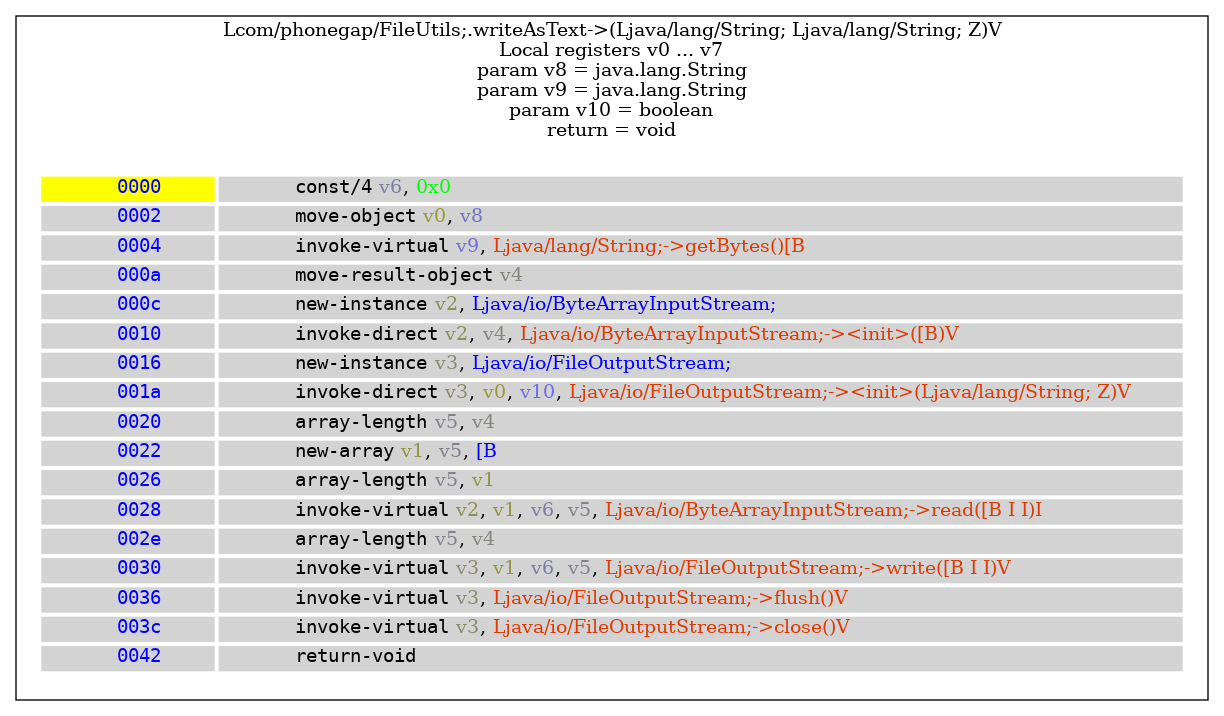 Lcom/phonegap/FileUtils;.writeAsText->(Ljava/lang/String; Ljava/lang/String; Z)V
Local registers v0 ... v7
param v8 = java.lang.String
param v9 = java.lang.String
param v10 = boolean
return = void
0000 const/4 v6, 0x0
0002 move-object v0, v8
0004 invoke-virtual v9, Ljava/lang/String;->getBytes()[B
000a move-result-object v4
000c new-instance v2, Ljava/io/ByteArrayInputStream;
0010 invoke-direct v2, v4, Ljava/io/ByteArrayInputStream;-><init>([B)V
0016 new-instance v3, Ljava/io/FileOutputStream;
001a invoke-direct v3, v0, v10, Ljava/io/FileOutputStream;-><init>(Ljava/lang/String; Z)V
0020 array-length v5, v4
0022 new-array v1, v5, [B
0026 array-length v5, v1
0028 invoke-virtual v2, v1, v6, v5, Ljava/io/ByteArrayInputStream;->read([B I I)I
002e array-length v5, v4
0030 invoke-virtual v3, v1, v6, v5, Ljava/io/FileOutputStream;->write([B I I)V
0036 invoke-virtual v3, Ljava/io/FileOutputStream;->flush()V
003c invoke-virtual v3, Ljava/io/FileOutputStream;->close()V
0042 return-void